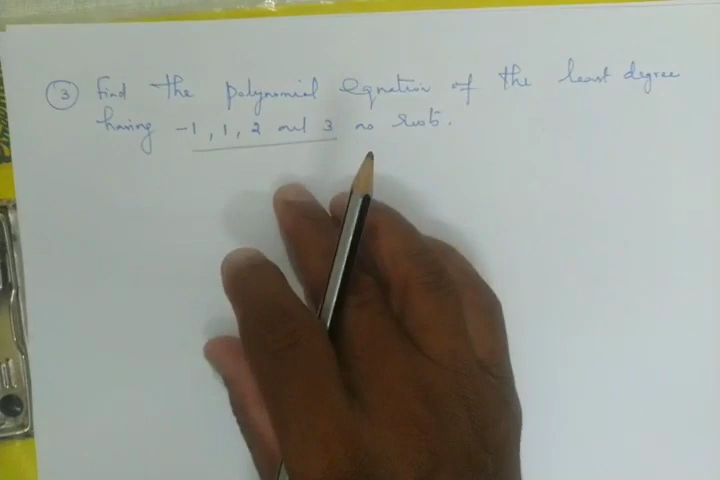 ③ Find the polynomial equation of the least degree
having -1, 1, 2 and 3 as roots.